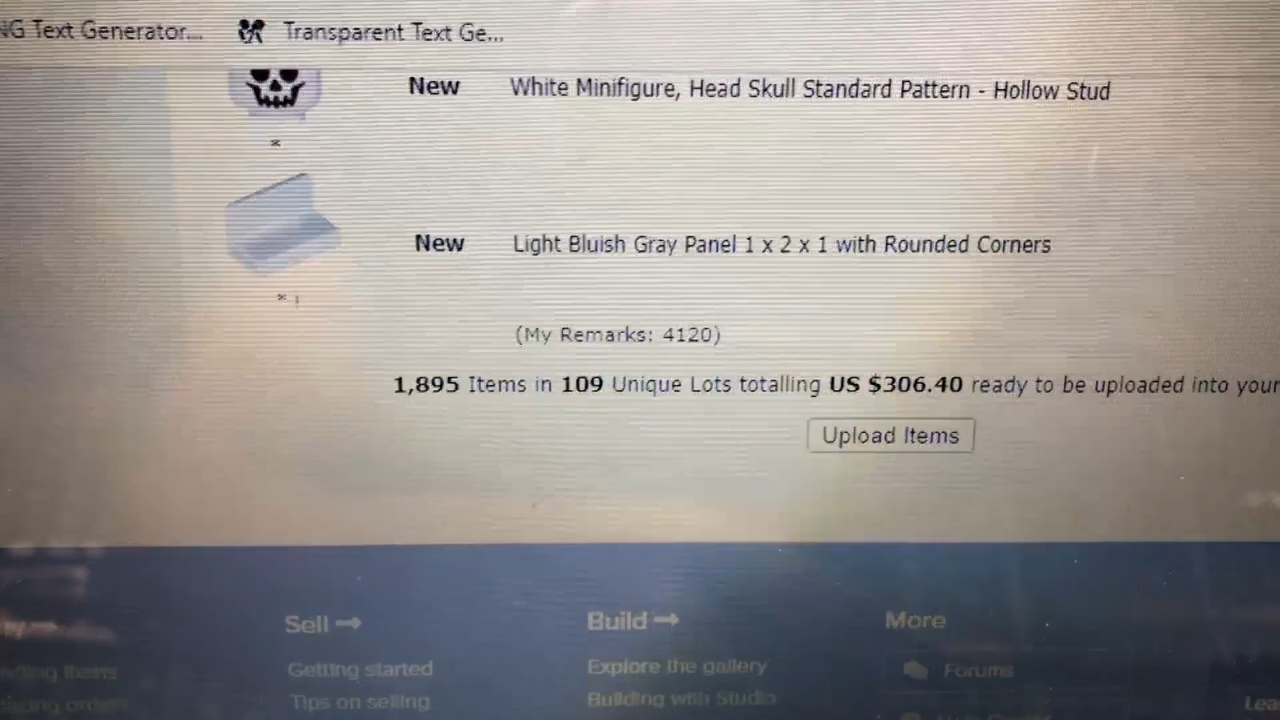 NG Text Generator... Transparent Text Ge...
New White Minifigure, Head Skull Standard Pattern - Hollow Stud
New Light Bluish Gray Panel 1 x 2 x 1 with Rounded Corners
(My Remarks: 4120)
1,895 Items in 109 Unique Lots totalling US $306.40 ready to be uploaded into your
Upload Items
Sell → Build → More
Getting started Explore the gallery Forums
Tips on selling Building with Studio